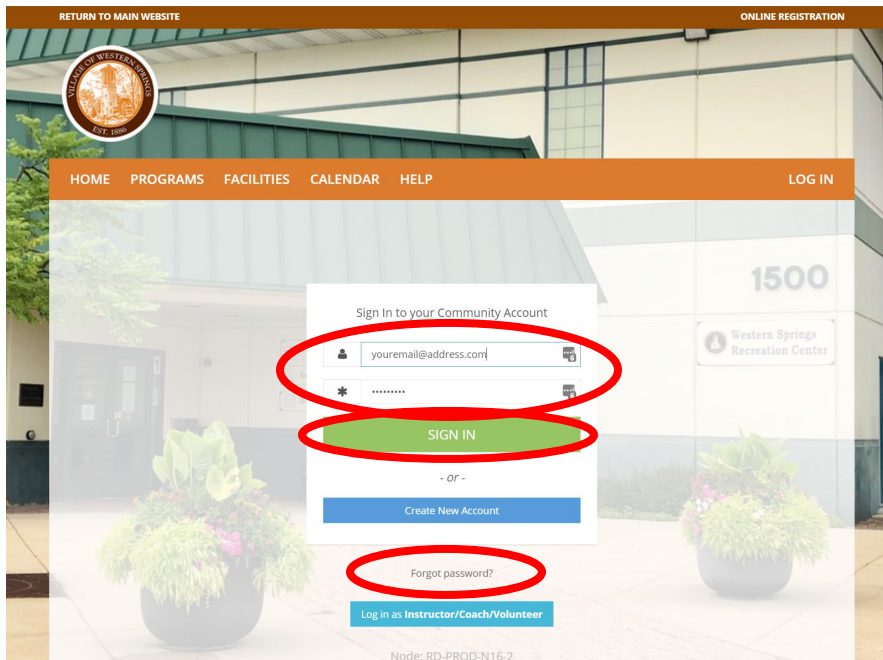 RETURN TO MAIN WEBSITE
ONLINE REGISTRATION
VILLAGE OF WESTERN SPRINGS
EST. 1886
HOME PROGRAMS FACILITIES CALENDAR HELP
LOG IN
1500
Western Springs
Recreation Center
Sign In to your Community Account
youremail@address.com
•••••••••
SIGN IN
- or -
Create New Account
Forgot password?
Log in as Instructor/Coach/Volunteer
Node: RD-PROD-N16-2